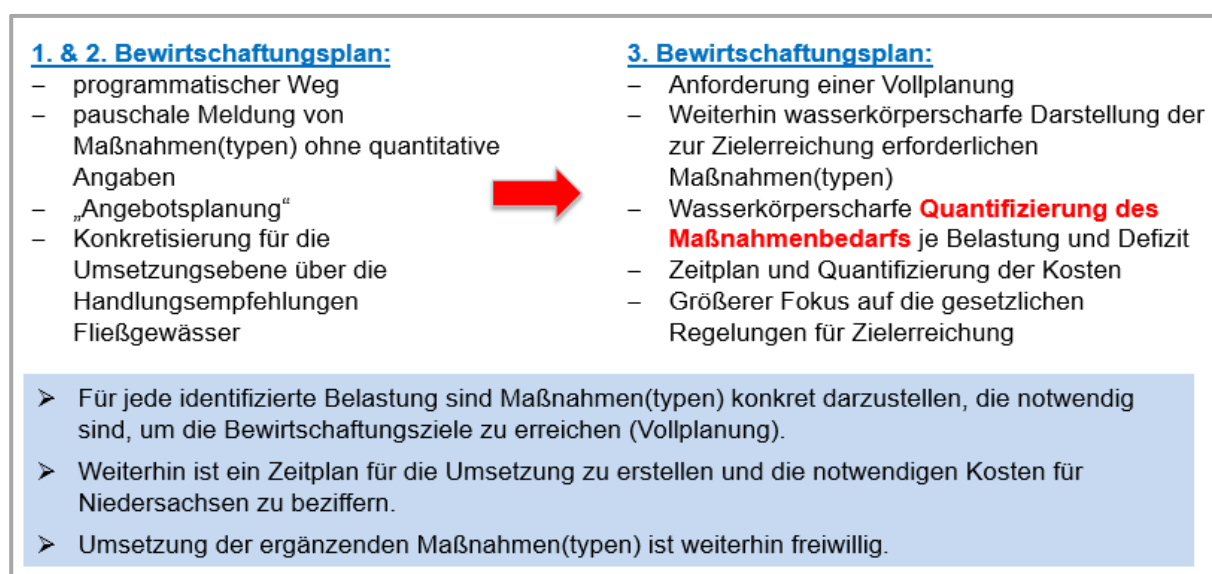 1. & 2. Bewirtschaftungsplan:
– programmatischer Weg
– pauschale Meldung von
Maßnahmen(typen) ohne quantitative
Angaben
– „Angebotsplanung“
– Konkretisierung für die
Umsetzungsebene über die
Handlungsempfehlungen
Fließgewässer
3. Bewirtschaftungsplan:
– Anforderung einer Vollplanung
– Weiterhin wasserkörperscharfe Darstellung der
zur Zielerreichung erforderlichen
Maßnahmen(typen)
– Wasserkörperscharfe Quantifizierung des
Maßnahmenbedarfs je Belastung und Defizit
– Zeitplan und Quantifizierung der Kosten
– Größerer Fokus auf die gesetzlichen
Regelungen für Zielerreichung
➢ Für jede identifizierte Belastung sind Maßnahmen(typen) konkret darzustellen, die notwendig
sind, um die Bewirtschaftungsziele zu erreichen (Vollplanung).
➢ Weiterhin ist ein Zeitplan für die Umsetzung zu erstellen und die notwendigen Kosten für
Niedersachsen zu beziffern.
➢ Umsetzung der ergänzenden Maßnahmen(typen) ist weiterhin freiwillig.